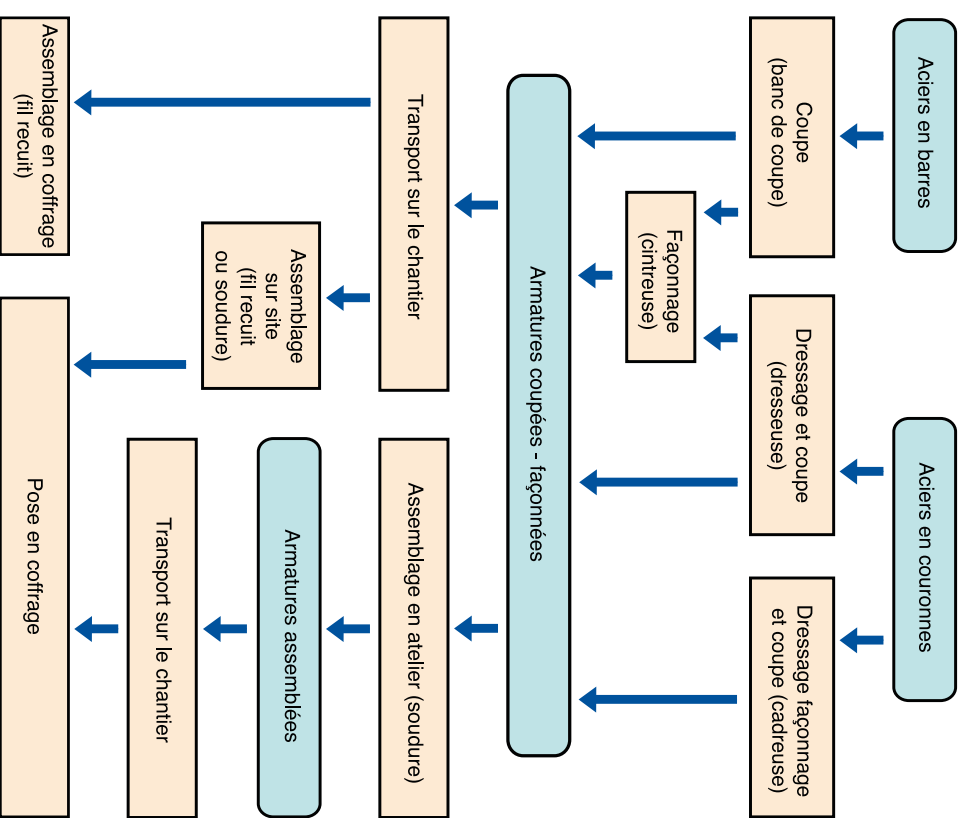 Aciers en barres
Aciers en couronnes
Coupe
(banc de coupe)
Dressage et coupe
(dresseuse)
Dressage façonnage
et coupe (cadreuse)
Façonnage
(cintreuse)
Armatures coupées - façonnées
Transport sur le chantier
Assemblage en atelier (soudure)
Assemblage
sur site
(fil recuit
ou soudure)
Armatures assemblées
Transport sur le chantier
Assemblage en coffrage
(fil recuit)
Pose en coffrage